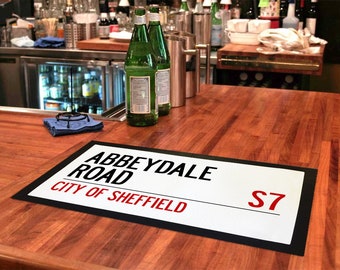 ABBEYDALE
ROAD
CITY OF SHEFFIELD
S7